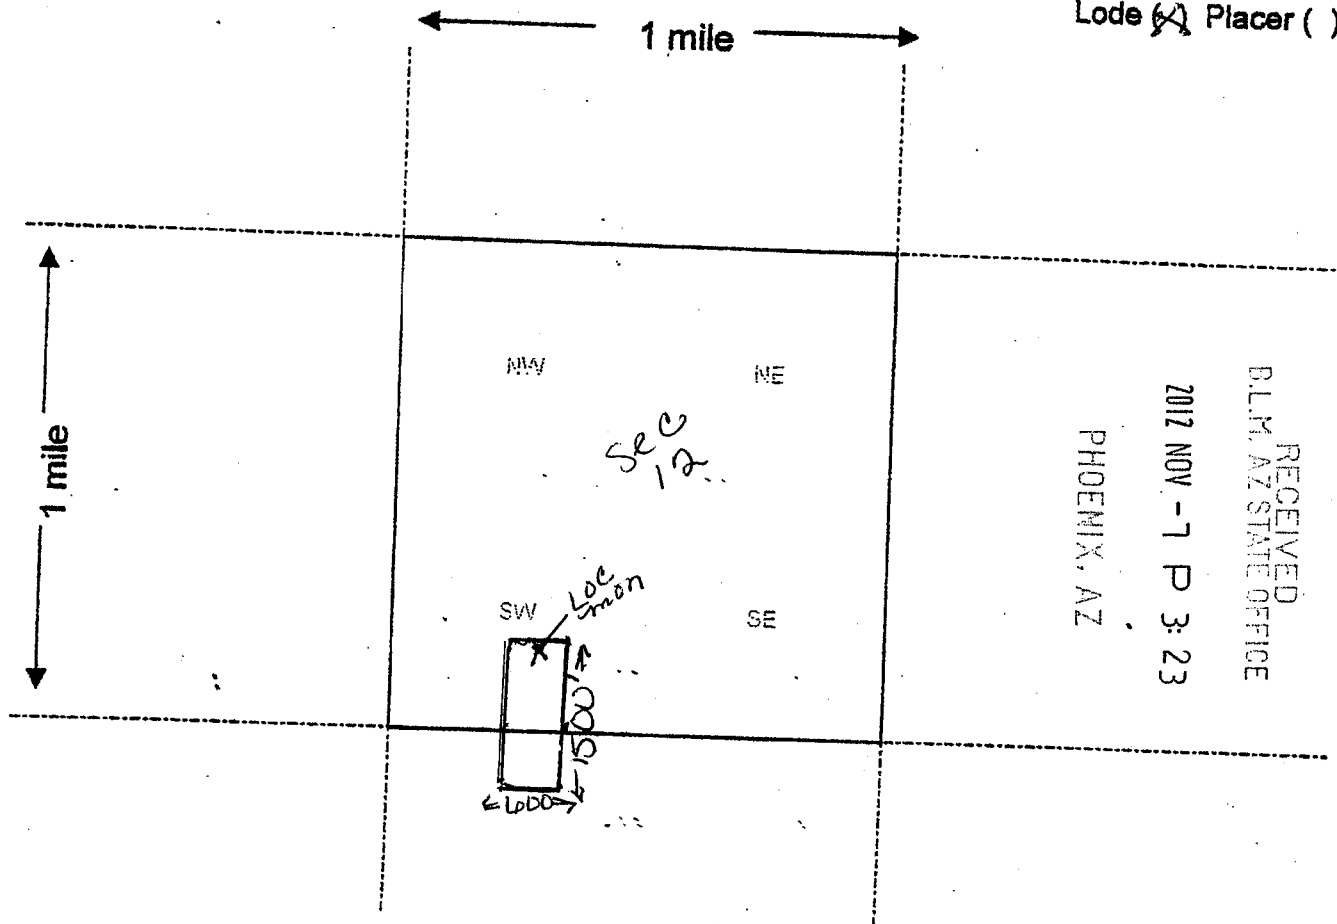 Lode (X) Placer ( )
1 mile
1 mile
NW
NE
Sec
12
SW
Loc
mon
SE
1500'
600
RECEIVED
B.L.M. AZ STATE OFFICE
2012 NOV -7 P 3:23
PHOENIX, AZ